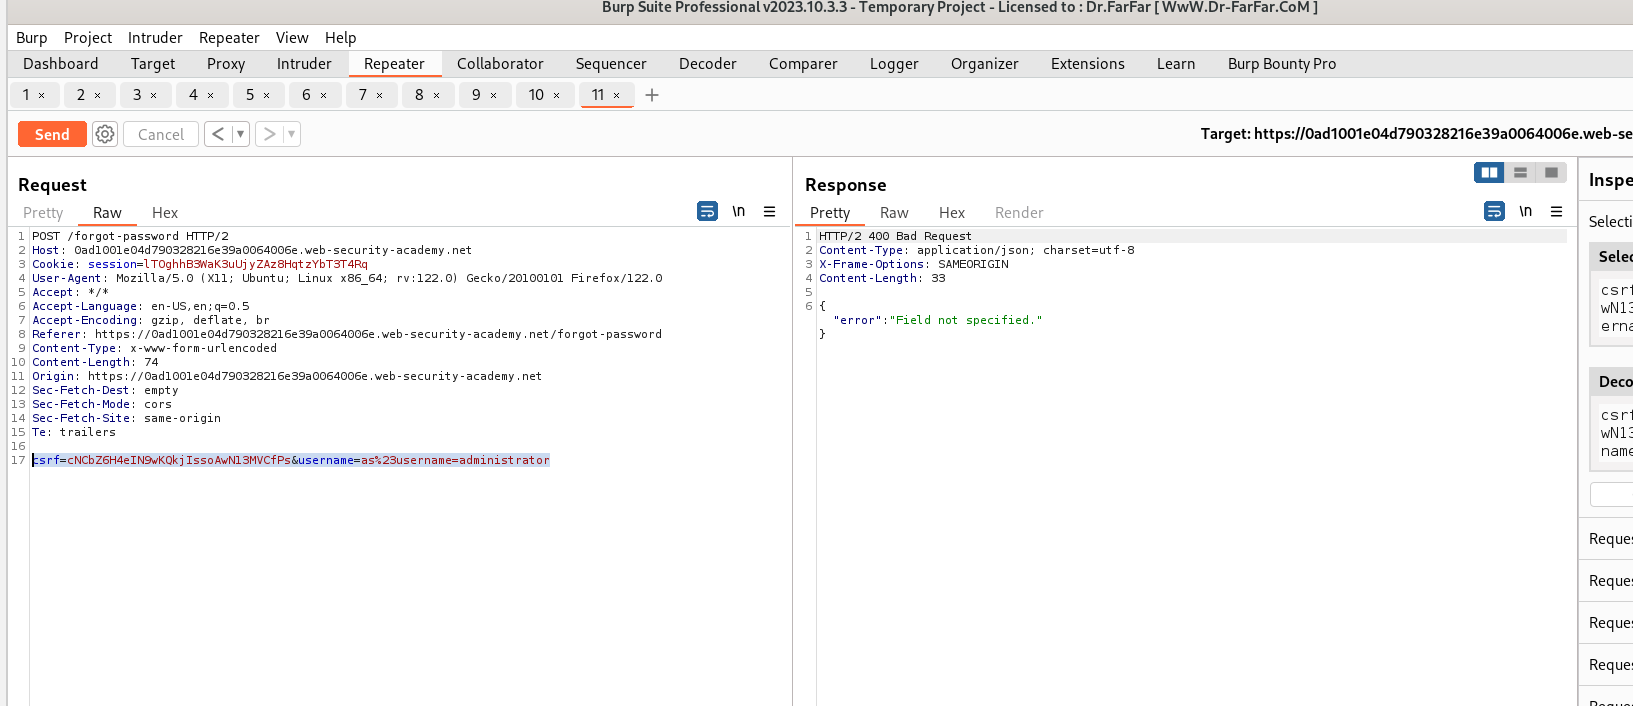 Burp Suite Professional v2023.10.3.3 - Temporary Project - Licensed to : Dr.FarFar [ WwW.Dr-FarFar.CoM ]
Burp Project Intruder Repeater View Help
Dashboard Target Proxy Intruder Repeater Collaborator Sequencer Decoder Comparer Logger Organizer Extensions Learn Burp Bounty Pro
1 × 2 × 3 × 4 × 5 × 6 × 7 × 8 × 9 × 10 × 11 × +
Send Cancel < ▼ > ▼ Target: https://0ad1001e04d790328216e39a0064006e.web-se
Request
Pretty Raw Hex \n
1 POST /forgot-password HTTP/2
2 Host: 0ad1001e04d790328216e39a0064006e.web-security-academy.net
3 Cookie: session=lTOghhB3WaK3uUjyZAz8HqtzYbT3T4Rq
4 User-Agent: Mozilla/5.0 (X11; Ubuntu; Linux x86_64; rv:122.0) Gecko/20100101 Firefox/122.0
5 Accept: */*
6 Accept-Language: en-US,en;q=0.5
7 Accept-Encoding: gzip, deflate, br
8 Referer: https://0ad1001e04d790328216e39a0064006e.web-security-academy.net/forgot-password
9 Content-Type: x-www-form-urlencoded
10 Content-Length: 74
11 Origin: https://0ad1001e04d790328216e39a0064006e.web-security-academy.net
12 Sec-Fetch-Dest: empty
13 Sec-Fetch-Mode: cors
14 Sec-Fetch-Site: same-origin
15 Te: trailers
16
17 csrf=cNCbZ6H4eIN9wKQkjIssoAwN13MVCfPs&username=as%23username=administrator
Response
Pretty Raw Hex Render \n
1 HTTP/2 400 Bad Request
2 Content-Type: application/json; charset=utf-8
3 X-Frame-Options: SAMEORIGIN
4 Content-Length: 33
5
6 {
"error":"Field not specified."
}
Inspe
Selecti
Selec
csrf
wN13
erna
Deco
csrf
wN13
name
Reques
Reques
Reques
Reques